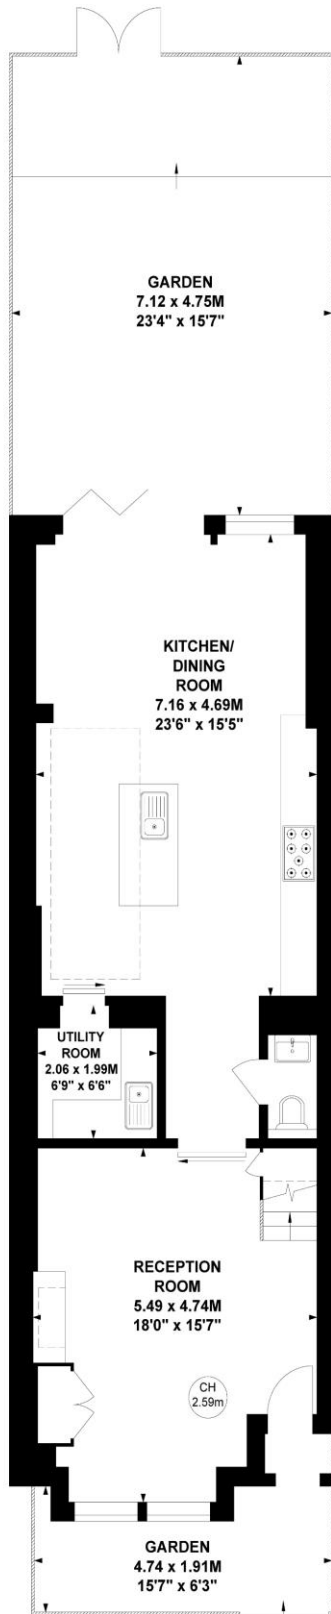 GARDEN
7.12 x 4.75M
23'4" x 15'7"
KITCHEN/
DINING
ROOM
7.16 x 4.69M
23'6" x 15'5"
UTILITY
ROOM
2.06 x 1.99M
6'9" x 6'6"
RECEPTION
ROOM
5.49 x 4.74M
18'0" x 15'7"
CH
2.59m
GARDEN
4.74 x 1.91M
15'7" x 6'3"